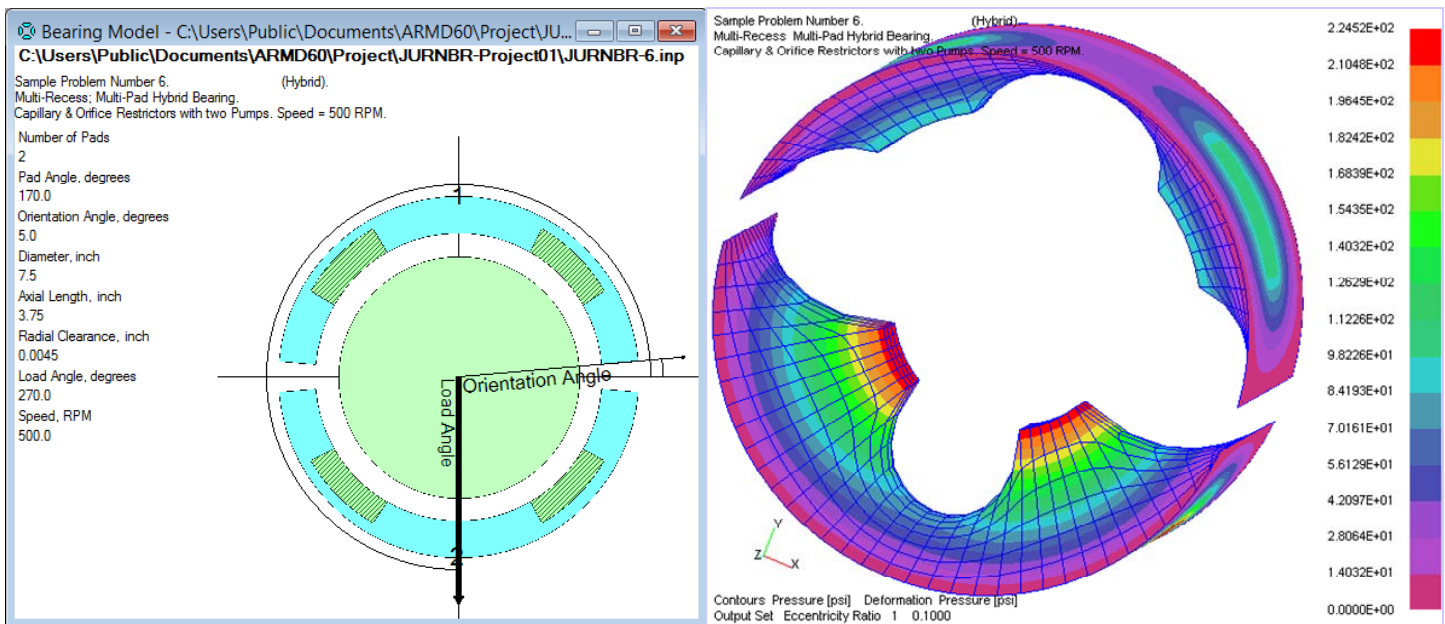 Bearing Model - C:\Users\Public\Documents\ARMD60\Project\JU...
C:\Users\Public\Documents\ARMD60\Project\JURNBR-Project01\JURNBR-6.inp
Sample Problem Number 6. (Hybrid).
Multi-Recess; Multi-Pad Hybrid Bearing.
Capillary & Orifice Restrictors with two Pumps. Speed = 500 RPM.
Number of Pads
2
Pad Angle, degrees
170.0
Orientation Angle, degrees
5.0
Diameter, inch
7.5
Axial Length, inch
3.75
Radial Clearance, inch
0.0045
Load Angle, degrees
270.0
Speed, RPM
500.0
1
Orientation Angle
Load Angle
2
Sample Problem Number 6. (Hybrid).
Multi-Recess Multi-Pad Hybrid Bearing.
Capillary & Orifice Restrictors with two Pumps. Speed = 500 RPM.
2.2452E+02
2.1048E+02
1.9645E+02
1.8242E+02
1.6839E+02
1.5435E+02
1.4032E+02
1.2629E+02
1.1226E+02
9.8226E+01
8.4193E+01
7.0161E+01
5.6129E+01
4.2097E+01
2.8064E+01
1.4032E+01
0.0000E+00
Y
Z
X
Contours Pressure [psi] Deformation Pressure [psi]
Output Set Eccentricity Ratio 1 0.1000